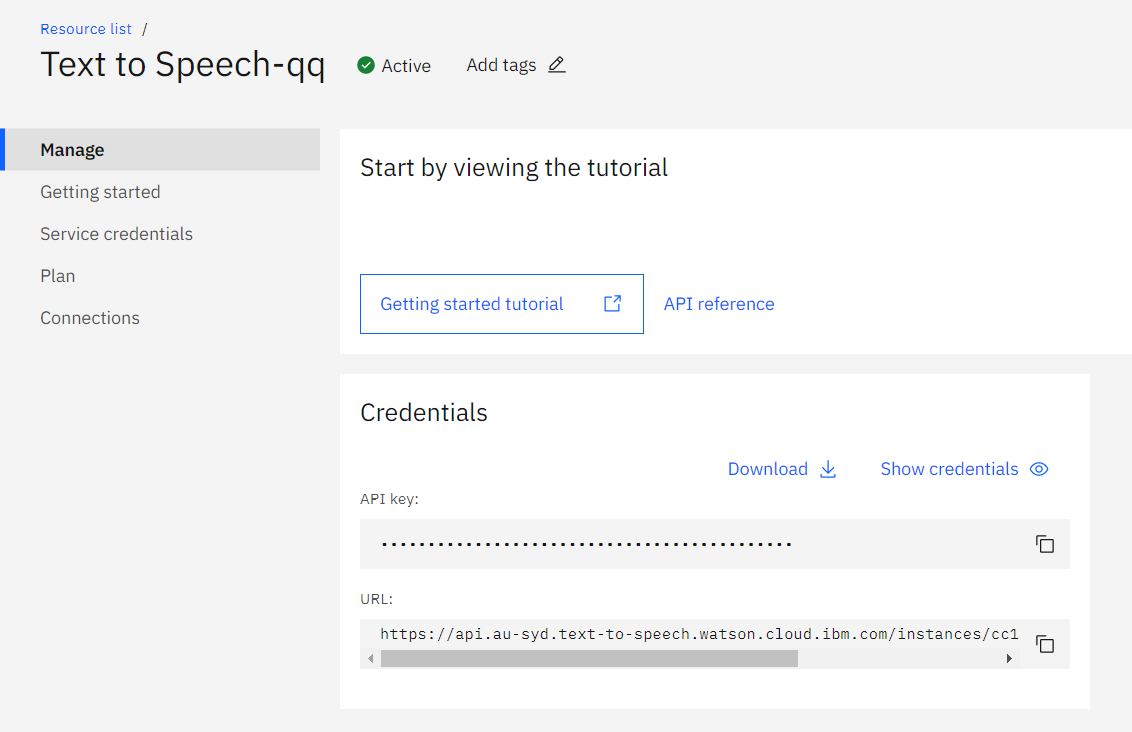 Resource list /
Text to Speech-qq
Active
Add tags
Manage
Getting started
Service credentials
Plan
Connections
Start by viewing the tutorial
Getting started tutorial
API reference
Credentials
Download
Show credentials
API key:
••••••••••••••••••••••••••••••••••••••••••••
URL:
https://api.au-syd.text-to-speech.watson.cloud.ibm.com/instances/cc1